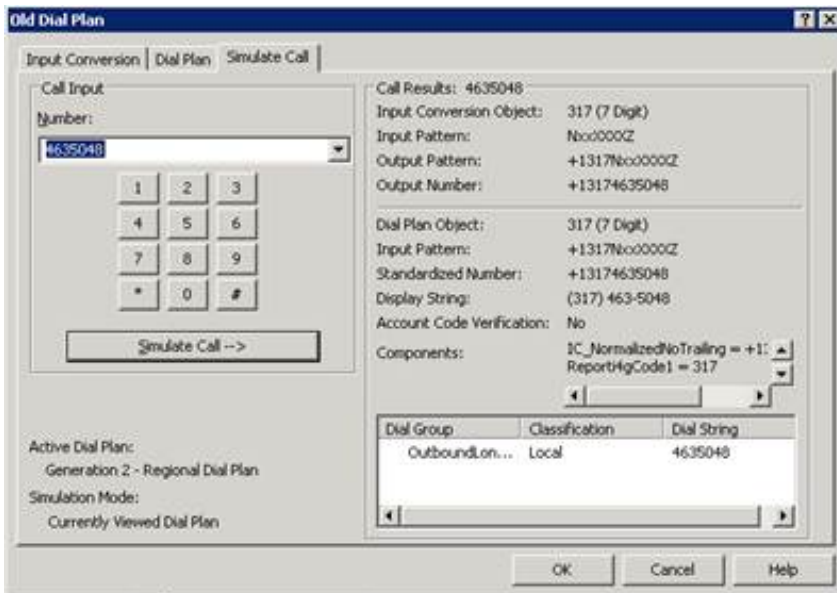 Old Dial Plan
Input Conversion
Dial Plan
Simulate Call
Call Input
Number:
4635048
1 2 3
4 5 6
7 8 9
* 0 #
Simulate Call -->
Active Dial Plan:
Generation 2 - Regional Dial Plan
Simulation Mode:
Currently Viewed Dial Plan
Call Results: 4635048
Input Conversion Object: 317 (7 Digit)
Input Pattern:
Output Pattern:
Output Number: +13174635048
Dial Plan Object: 317 (7 Digit)
Input Pattern:
Standardized Number: +13174635048
Display String: (317) 463-5048
Account Code Verification: No
Components: IC_NormalizedNoTrailing = +1
= 317
Dial Group Classification Dial String
OutboundLon... Local 4635048
OK Cancel Help